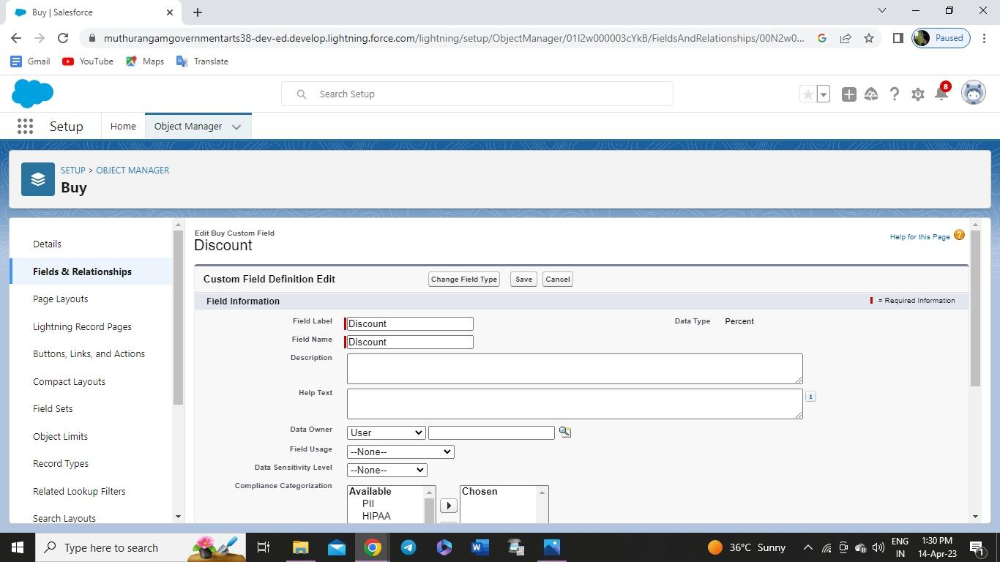 Buy | Salesforce
muthurangamgovernmentarts38-dev-ed.develop.lightning.force.com/lightning/setup/ObjectManager/01I2w000003cYkB/FieldsAndRelationships/00N2w0...
Paused
Gmail
YouTube
Maps
Translate
Search Setup
8
Setup
Home
Object Manager
SETUP > OBJECT MANAGER
Buy
Details
Fields & Relationships
Page Layouts
Lightning Record Pages
Buttons, Links, and Actions
Compact Layouts
Field Sets
Object Limits
Record Types
Related Lookup Filters
Search Layouts
Edit Buy Custom Field
Discount
Help for this Page ?
Custom Field Definition Edit
Change Field Type
Save
Cancel
Field Information
= Required Information
Field Label Discount
Data Type Percent
Field Name Discount
Description
Help Text
i
Data Owner User
Field Usage --None--
Data Sensitivity Level --None--
Compliance Categorization
Available
PII
HIPAA
Chosen
Type here to search
36°C Sunny
ENG
IN
1:30 PM
14-Apr-23
1